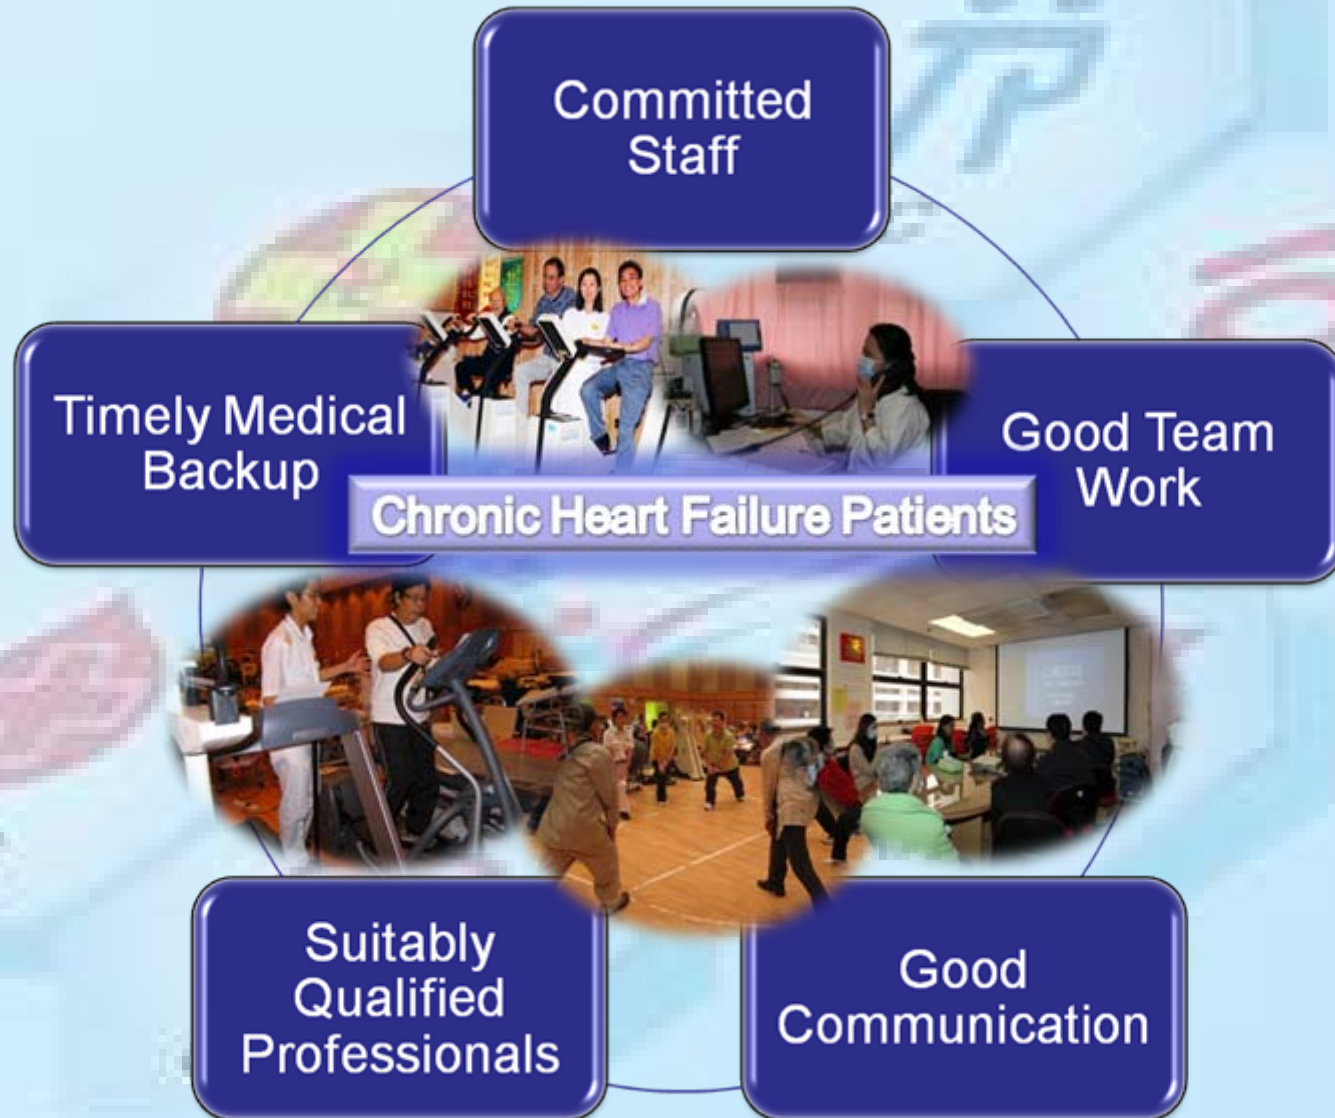 Committed
Staff
Timely Medical
Backup
Good Team
Work
Chronic Heart Failure Patients
Suitably
Qualified
Professionals
Good
Communication